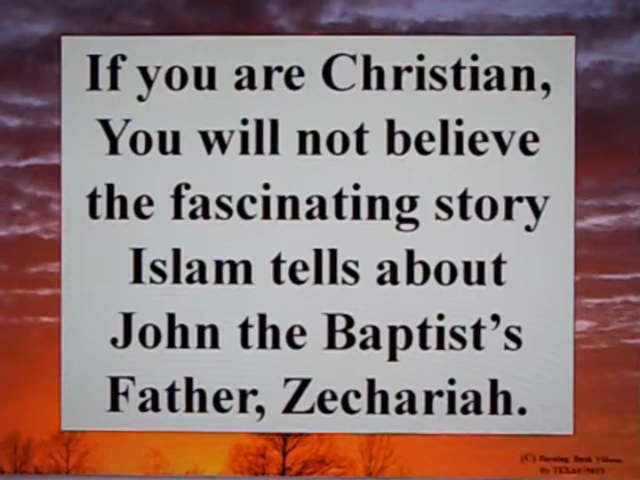 If you are Christian,
You will not believe
the fascinating story
Islam tells about
John the Baptist’s
Father, Zechariah.